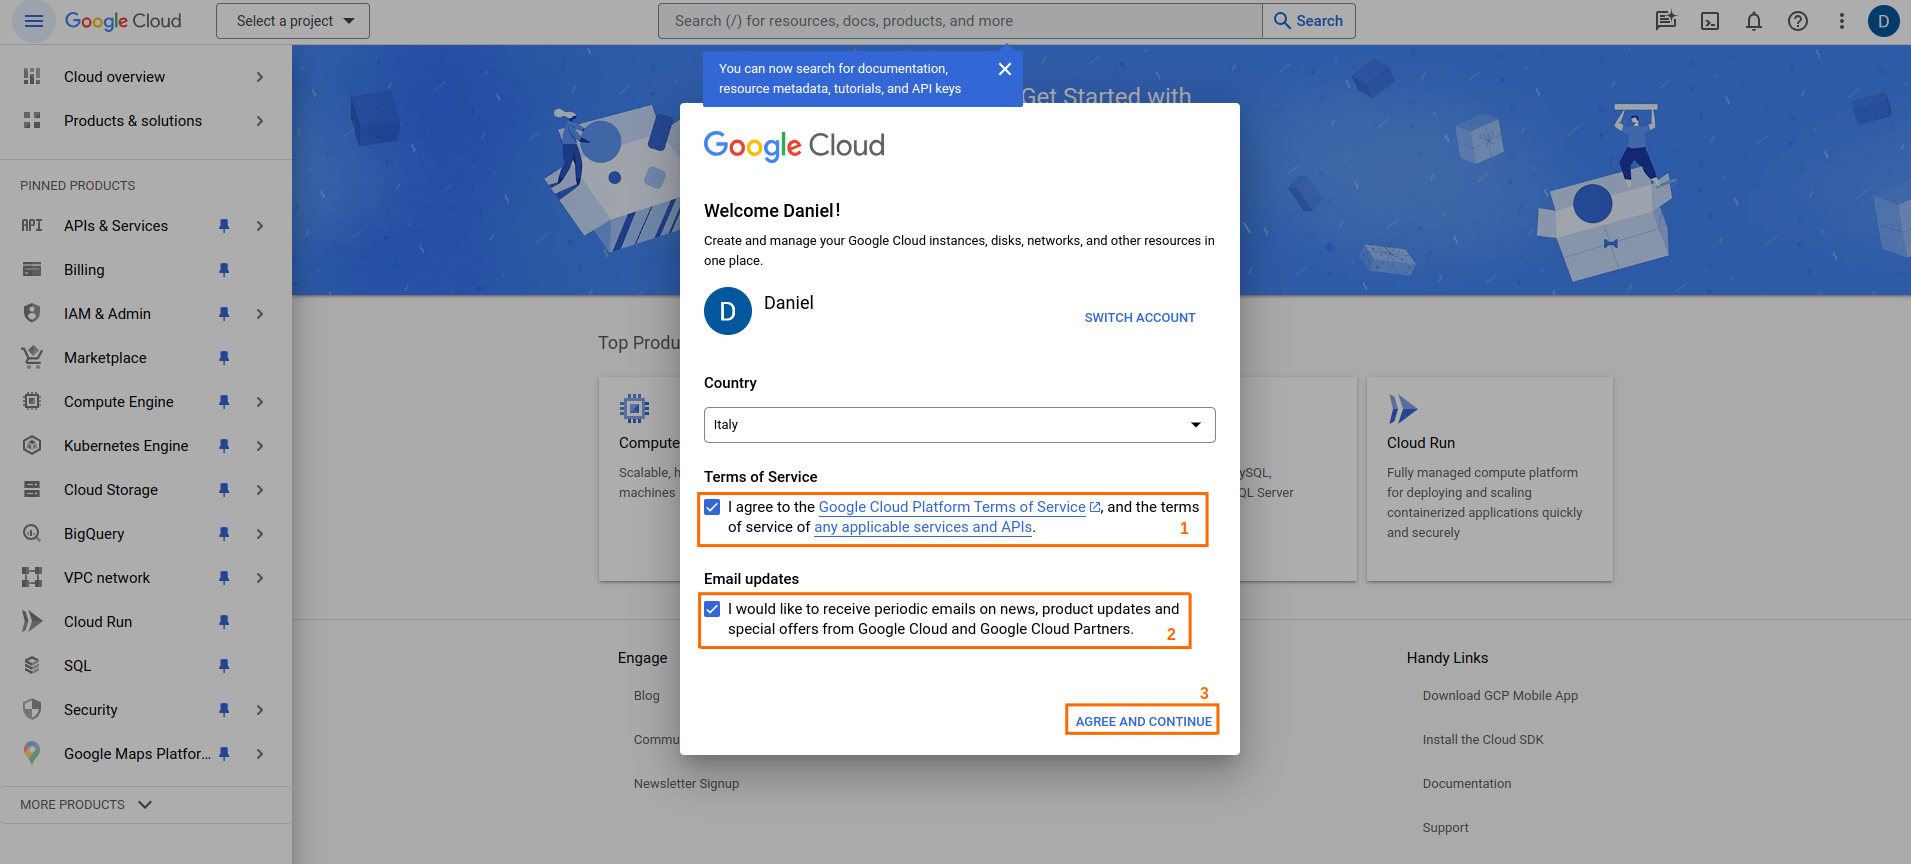 Google Cloud
Select a project
Search (/) for resources, docs, products, and more
Search
D
Cloud overview
Products & solutions
PINNED PRODUCTS
API APIs & Services
Billing
IAM & Admin
Marketplace
Compute Engine
Kubernetes Engine
Cloud Storage
BigQuery
VPC network
Cloud Run
SQL
Security
Google Maps Platfor...
MORE PRODUCTS
You can now search for documentation,
resource metadata, tutorials, and API keys
Get Started with
Google Cloud
Welcome Daniel!
Create and manage your Google Cloud instances, disks, networks, and other resources in
one place.
D
Daniel
SWITCH ACCOUNT
Country
Italy
Terms of Service
I agree to the Google Cloud Platform Terms of Service, and the terms
of service of any applicable services and APIs.
1
Email updates
I would like to receive periodic emails on news, product updates and
special offers from Google Cloud and Google Cloud Partners.
2
3
AGREE AND CONTINUE
Top Produ
Compute
Scalable, h
machines
ySQL,
QL Server
Cloud Run
Fully managed compute platform
for deploying and scaling
containerized applications quickly
and securely
Engage
Blog
Commu
Newsletter Signup
Handy Links
Download GCP Mobile App
Install the Cloud SDK
Documentation
Support